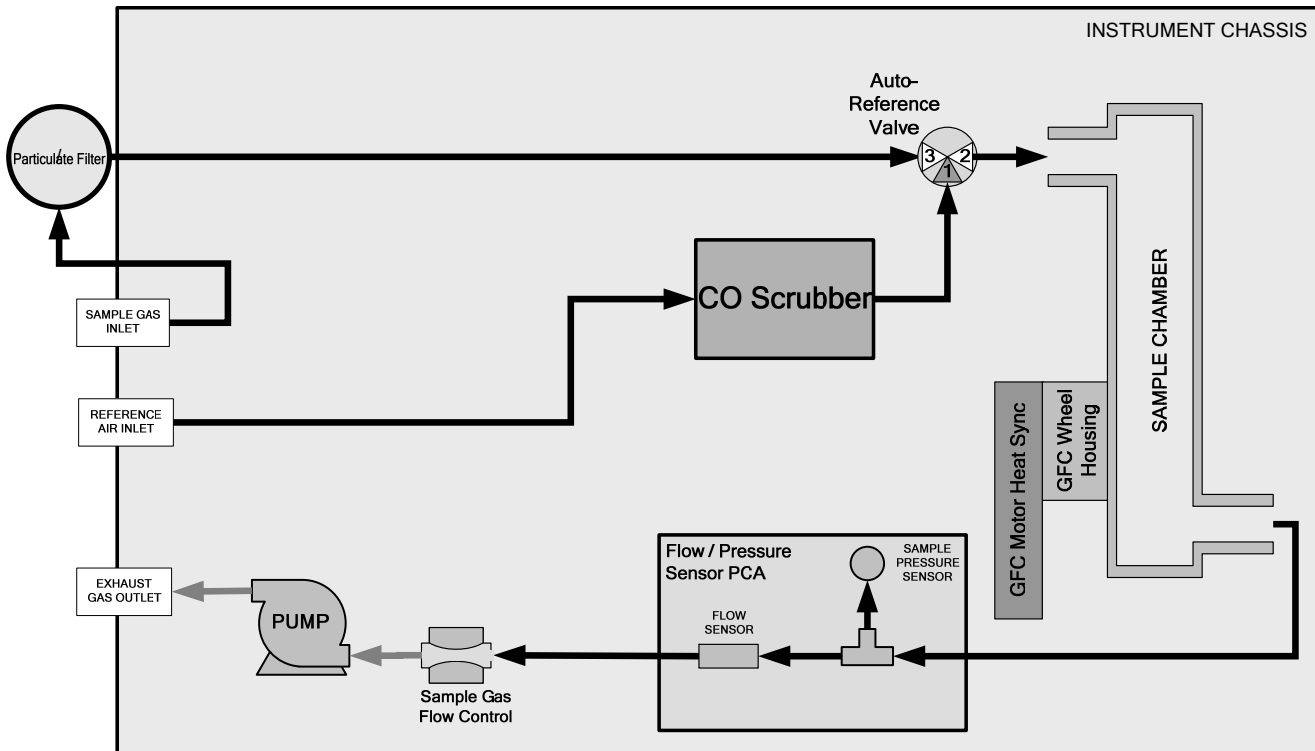 INSTRUMENT CHASSIS
Auto-
Reference
Valve
Particulate Filter
3
2
1
CO Scrubber
SAMPLE GAS
INLET
REFERENCE
AIR INLET
SAMPLE CHAMBER
GFC Wheel
Housing
GFC Motor Heat Sync
Flow / Pressure
Sensor PCA
SAMPLE
PRESSURE
SENSOR
FLOW
SENSOR
EXHAUST
GAS OUTLET
PUMP
Sample Gas
Flow Control